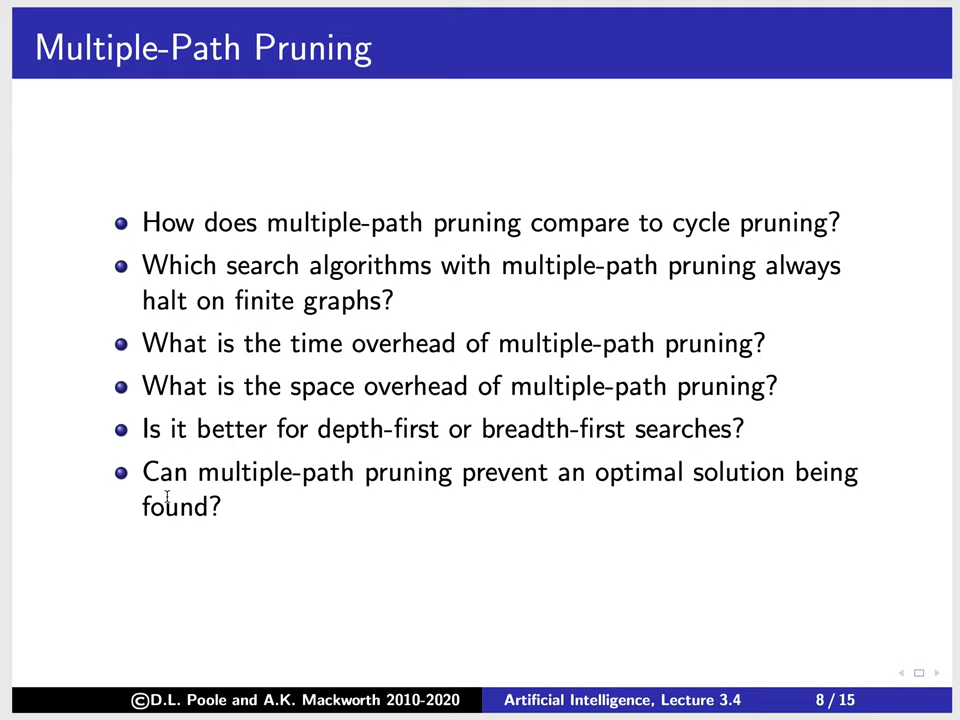 Multiple-Path Pruning
How does multiple-path pruning compare to cycle pruning?
Which search algorithms with multiple-path pruning always
halt on finite graphs?
What is the time overhead of multiple-path pruning?
What is the space overhead of multiple-path pruning?
Is it better for depth-first or breadth-first searches?
Can multiple-path pruning prevent an optimal solution being
found?
©D.L. Poole and A.K. Mackworth 2010-2020 Artificial Intelligence, Lecture 3.4 8 / 15